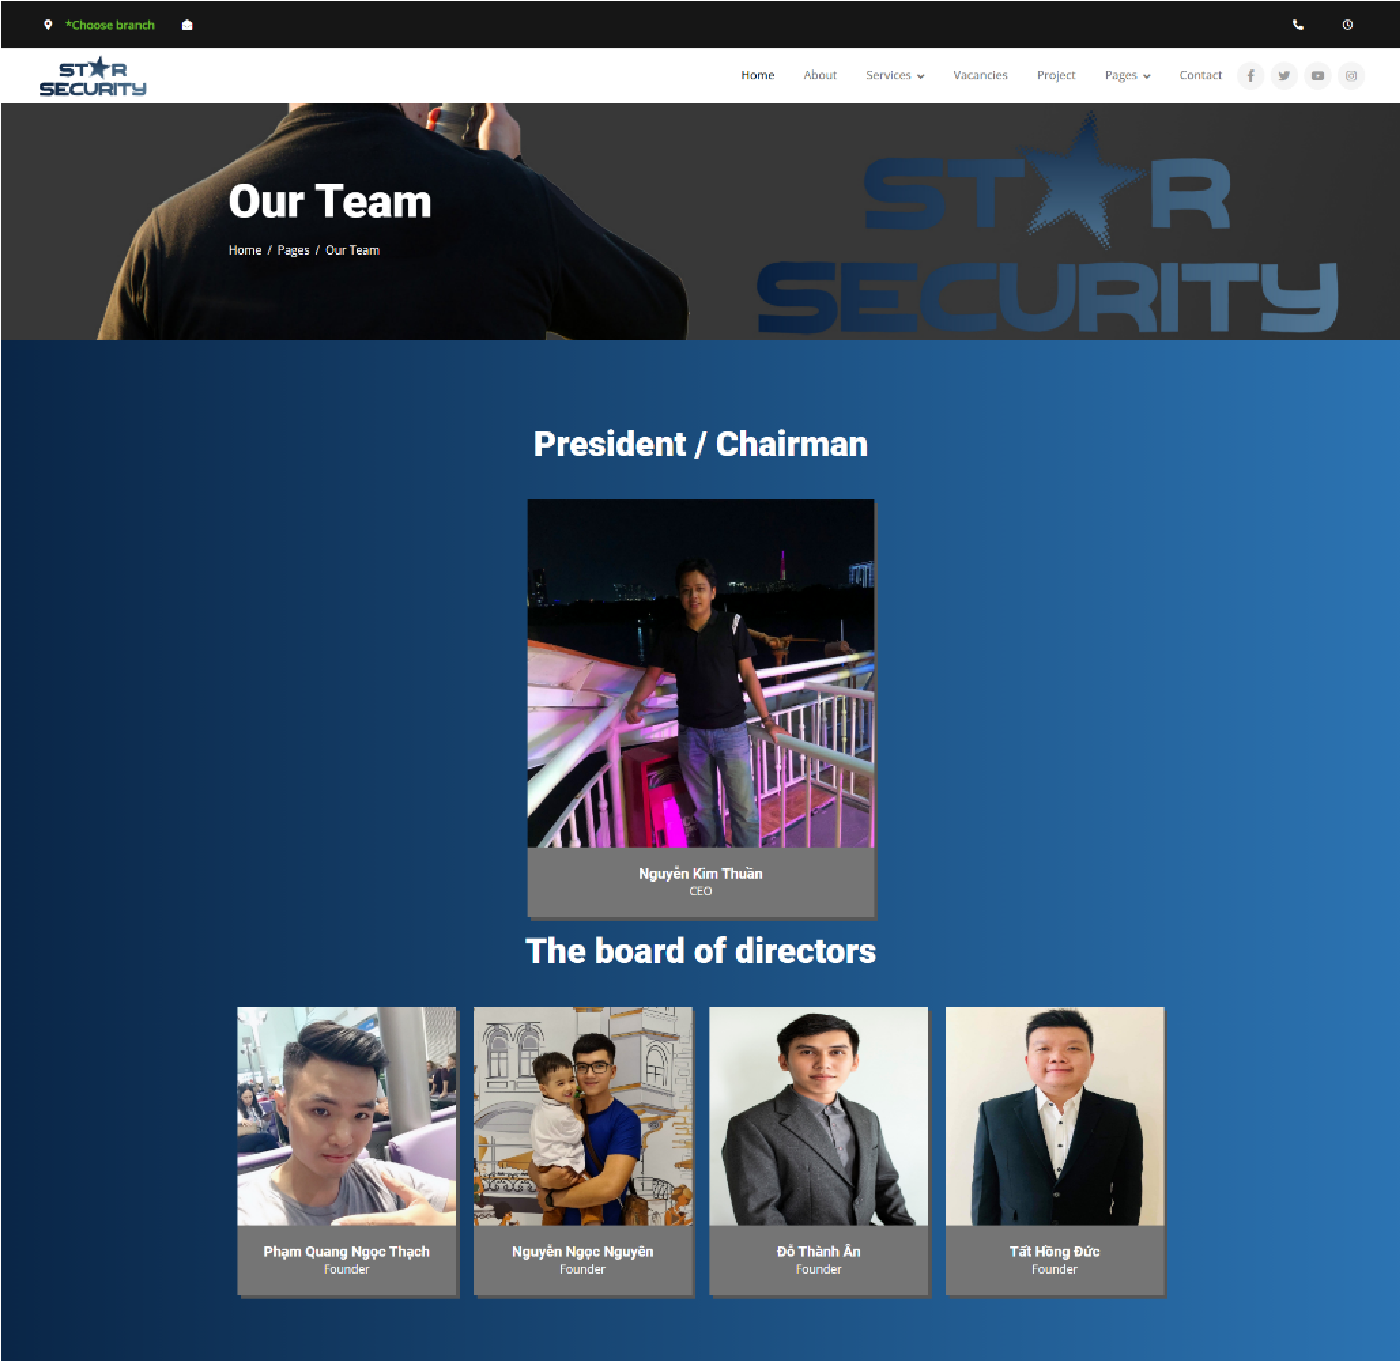 *Choose branch
ST★R
SECURITY
Home About Services Vacancies Project Pages Contact
ST★R
SECURITY
Our Team
Home / Pages / Our Team
President / Chairman
Nguyễn Kim Thuần
CEO
The board of directors
Phạm Quang Ngọc Thạch
Founder
Nguyễn Ngọc Nguyên
Founder
Đỗ Thành Ân
Founder
Tất Hồng Đức
Founder